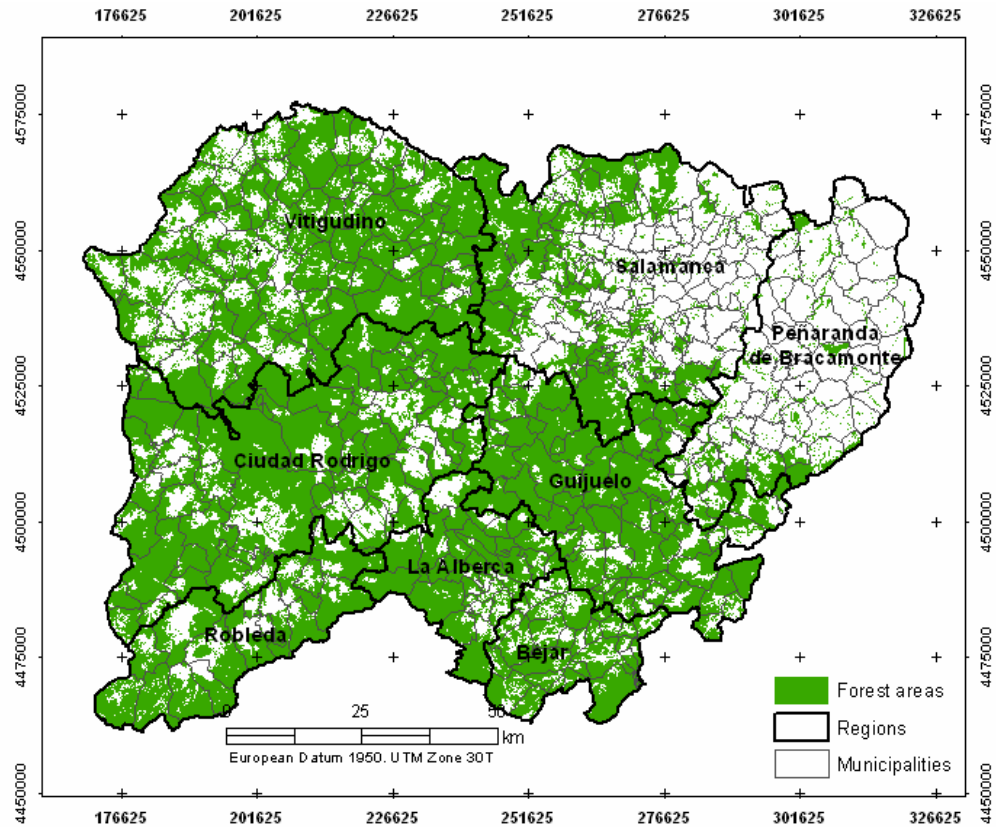 176625 201625 226625 251625 276625 301625 326625
4575000 4575000
Vitigudino
4550000 4550000
Salamanca
Peñaranda
de Bracamonte
4525000 4525000
Ciudad Rodrigo
Guijuelo
4500000 4500000
La Alberca
Robleda
Bejar
4475000 4475000
Forest areas
0 25 50
km
Regions
European Datum 1950. UTM Zone 30T
Municipalities
4450000 4450000
176625 201625 226625 251625 276625 301625 326625